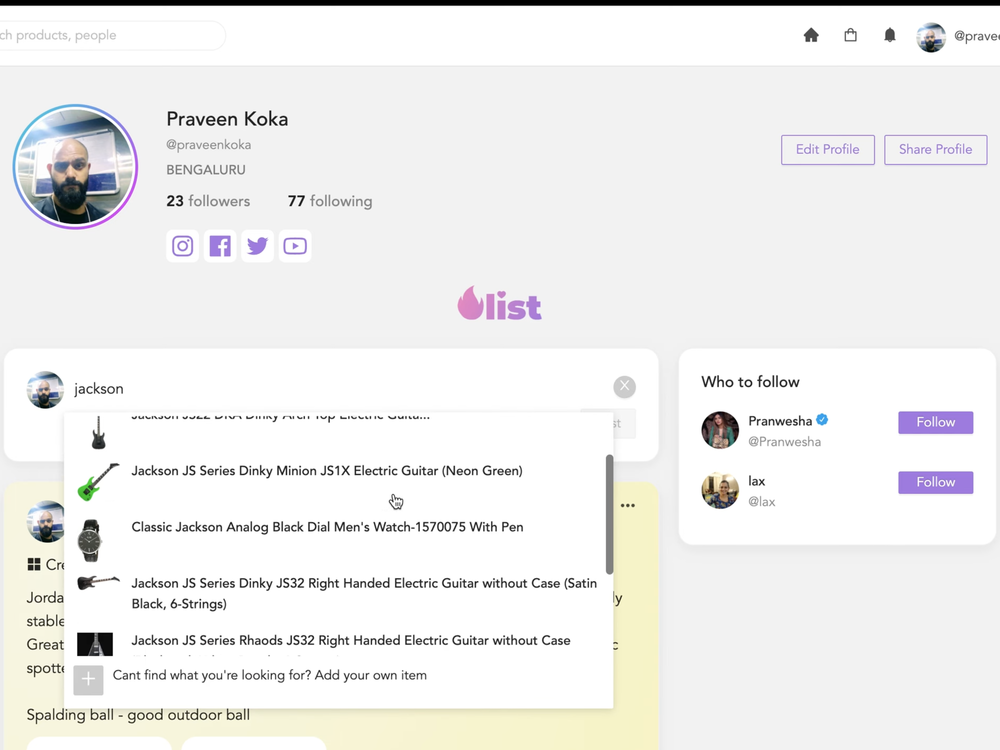 ch products, people
@pravee
Praveen Koka
@praveenkoka
BENGALURU
23 followers 77 following
Edit Profile
Share Profile
list
jackson
X
st
Jackson JS22 DKA Dinky Arch Top Electric Guita...
Jackson JS Series Dinky Minion JS1X Electric Guitar (Neon Green)
Classic Jackson Analog Black Dial Men's Watch-1570075 With Pen
Jackson JS Series Dinky JS32 Right Handed Electric Guitar without Case (Satin
Black, 6-Strings)
Jackson JS Series Rhaods JS32 Right Handed Electric Guitar without Case
Cant find what you're looking for? Add your own item
Cre
Jorda
ly
stable
Great
c
spotte
Spalding ball - good outdoor ball
Who to follow
Pranwesha
@Pranwesha
Follow
lax
@lax
Follow